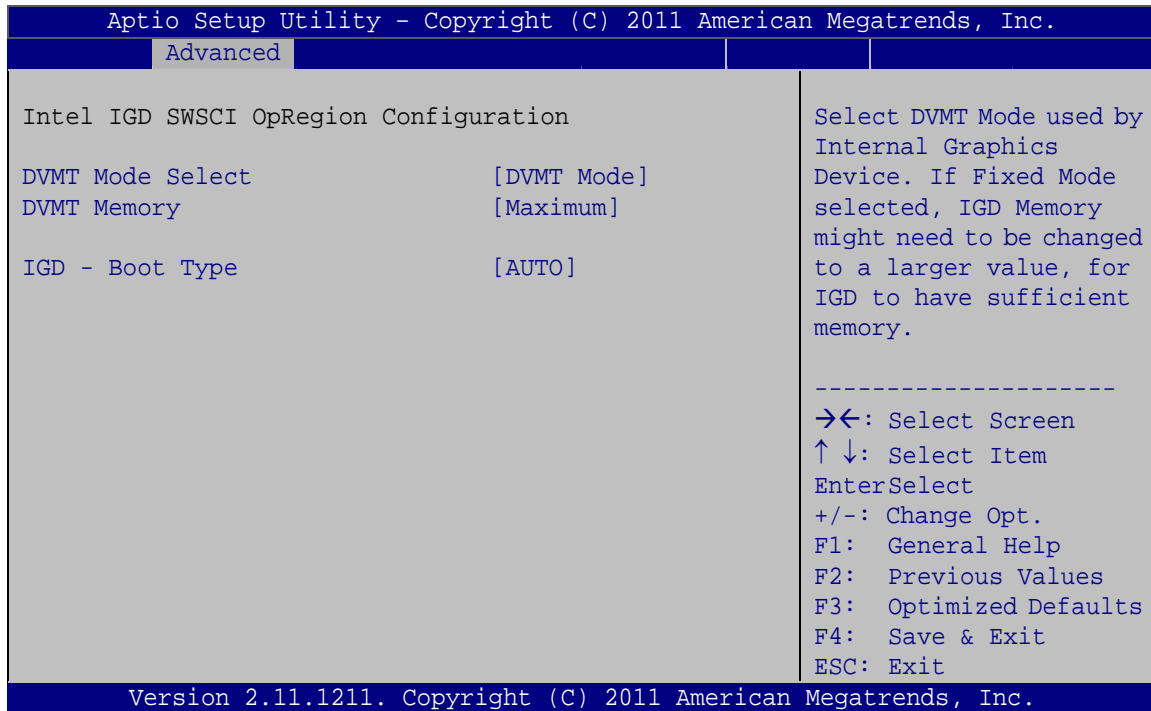 Aptio Setup Utility – Copyright (C) 2011 American Megatrends, Inc.
Advanced
Intel IGD SWSCI OpRegion Configuration
DVMT Mode Select [DVMT Mode]
DVMT Memory [Maximum]
IGD - Boot Type [AUTO]
Select DVMT Mode used by
Internal Graphics
Device. If Fixed Mode
selected, IGD Memory
might need to be changed
to a larger value, for
IGD to have sufficient
memory.
---------------------
→←: Select Screen
↑ ↓: Select Item
EnterSelect
+/-: Change Opt.
F1: General Help
F2: Previous Values
F3: Optimized Defaults
F4: Save & Exit
ESC: Exit
Version 2.11.1211. Copyright (C) 2011 American Megatrends, Inc.